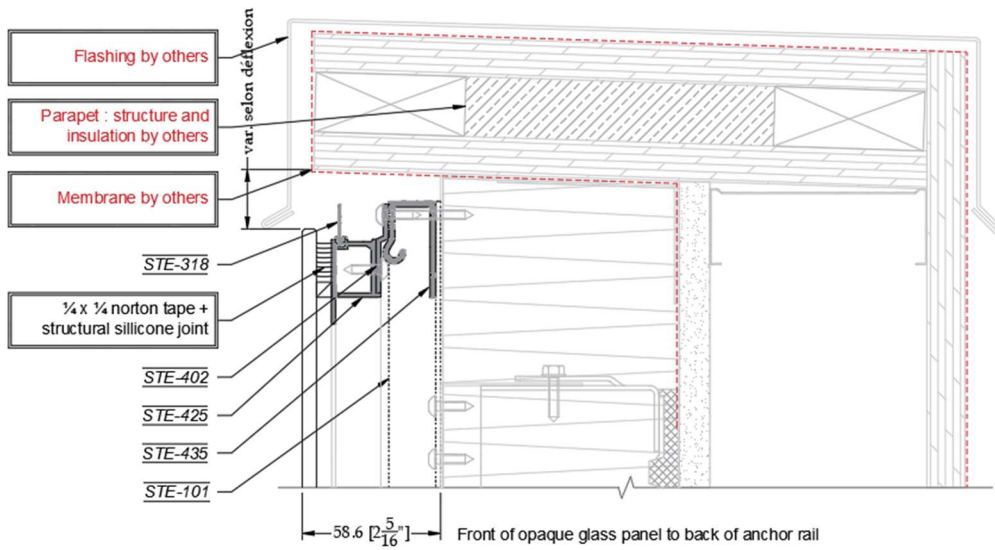 Flashing by others
Parapet : structure and
insulation by others
Membrane by others
var. selon déflexion
STE-318
¼ x ¼ norton tape +
structural sillicone joint
STE-402
STE-425
STE-435
STE-101
58.6 [2 5/16"]
Front of opaque glass panel to back of anchor rail